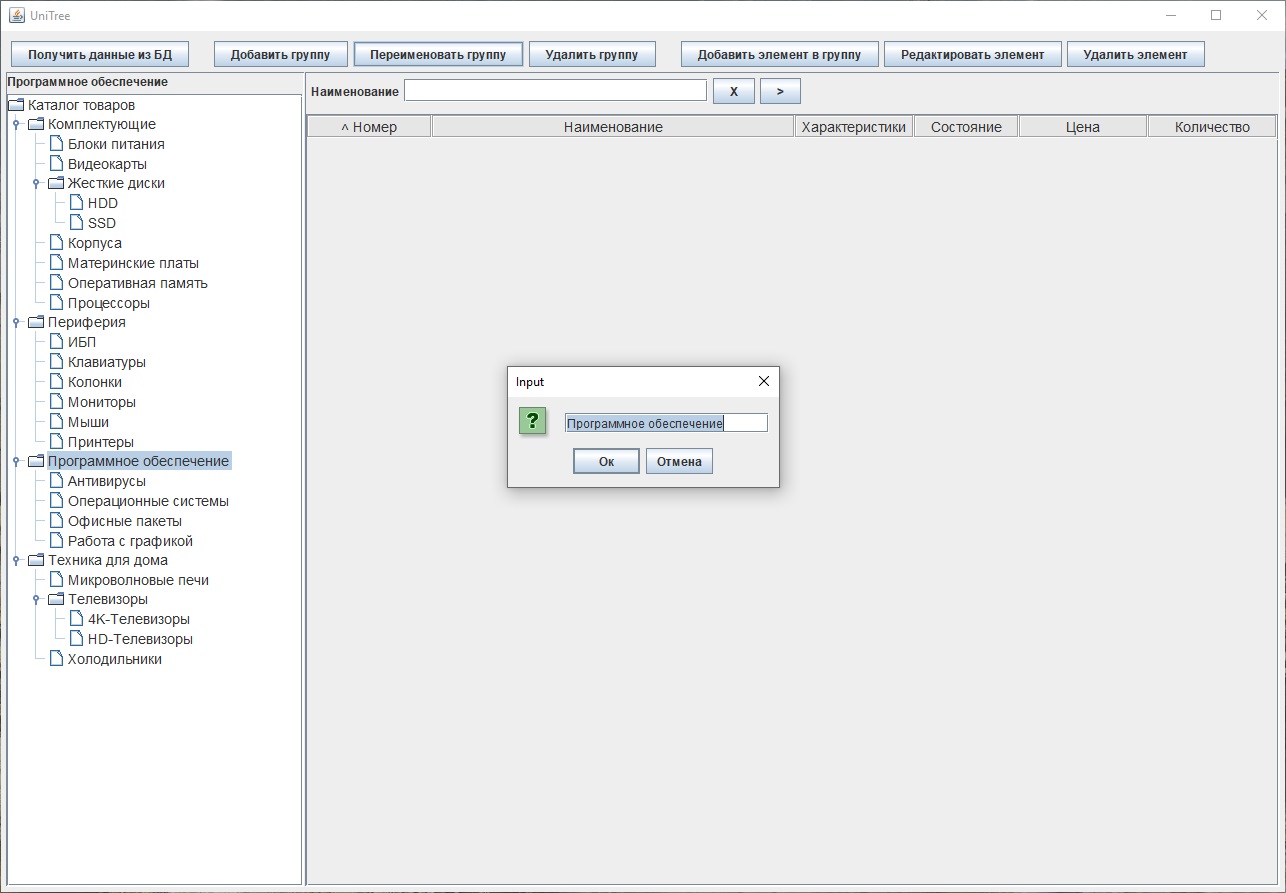 UniTree
Получить данные из БД Добавить группу Переименовать группу Удалить группу Добавить элемент в группу Редактировать элемент Удалить элемент
Программное обеспечение
Наименование X >
Каталог товаров
^ Номер Наименование Характеристики Состояние Цена Количество
Комплектующие
Блоки питания
Видеокарты
Жесткие диски
HDD
SSD
Корпуса
Материнские платы
Оперативная память
Процессоры
Периферия
ИБП
Клавиатуры
Колонки
Мониторы
Мыши
Принтеры
Программное обеспечение
Антивирусы
Операционные системы
Офисные пакеты
Работа с графикой
Техника для дома
Микроволновые печи
Телевизоры
4K-Телевизоры
HD-Телевизоры
Холодильники
Input
?
Программное обеспечение
Ок Отмена